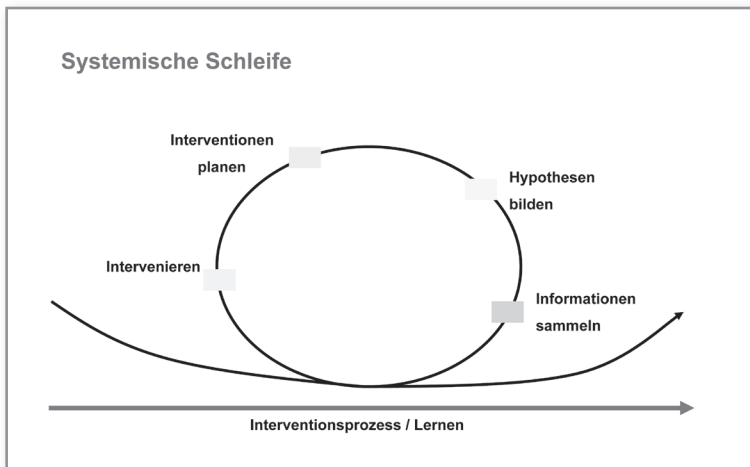 Systemische Schleife
Interventionen
planen
Hypothesen
bilden
Intervenieren
Informationen
sammeln
Interventionsprozess / Lernen